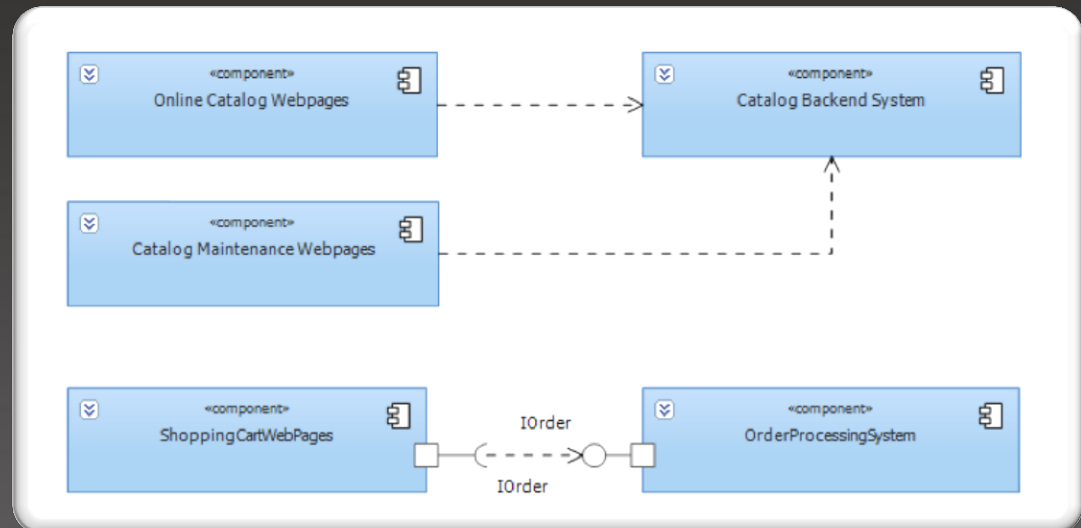 «component»
Online Catalog Webpages
«component»
Catalog Backend System
«component»
Catalog Maintenance Webpages
«component»
ShoppingCartWebPages
IOrder
IOrder
«component»
OrderProcessingSystem